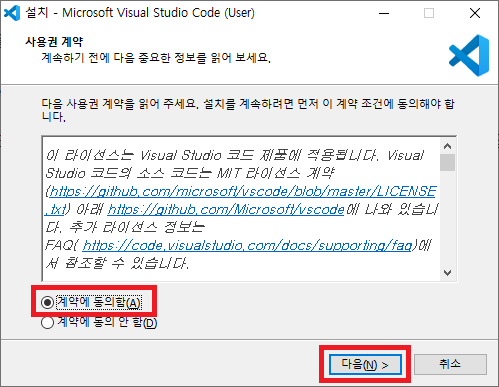 설치 - Microsoft Visual Studio Code (User)
사용권 계약
계속하기 전에 다음 중요한 정보를 읽어 보세요.
다음 사용권 계약을 읽어 주세요. 설치를 계속하려면 먼저 이 계약 조건에 동의해야 합
니다.
이 라이선스는 Visual Studio 코드 제품에 적용됩니다. Visual
Studio 코드의 소스 코드는 MIT 라이선스 계약
(https://github.com/microsoft/vscode/blob/master/LICENSE
.txt) 아래 https://github.com/Microsoft/vscode에 나와 있습니
다. 추가 라이선스 정보는
FAQ( https://code.visualstudio.com/docs/supporting/faq)에
서 참조할 수 있습니다.
계약에 동의함(A)
계약에 동의 안 함(D)
다음(N) >
취소